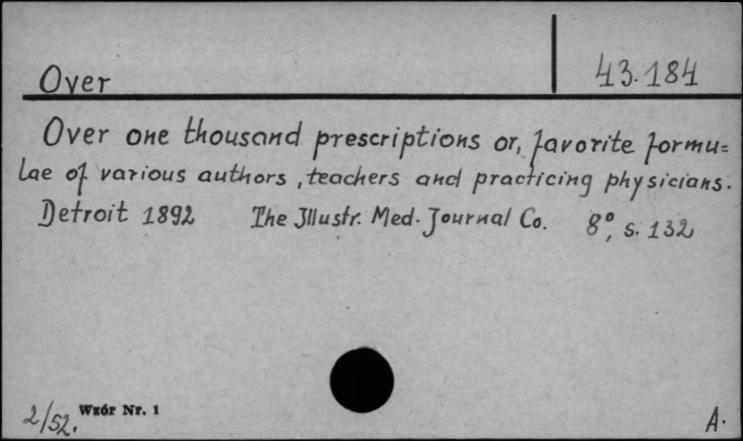 Over
43.184
Over one thousand prescriptions or, favorite formu=
lae of various authors, teachers and practicing physicians.
Detroit 1892 The Illustr. Med. Journal Co. 8°, s. 132
2/52. Wzór Nr. 1
A.